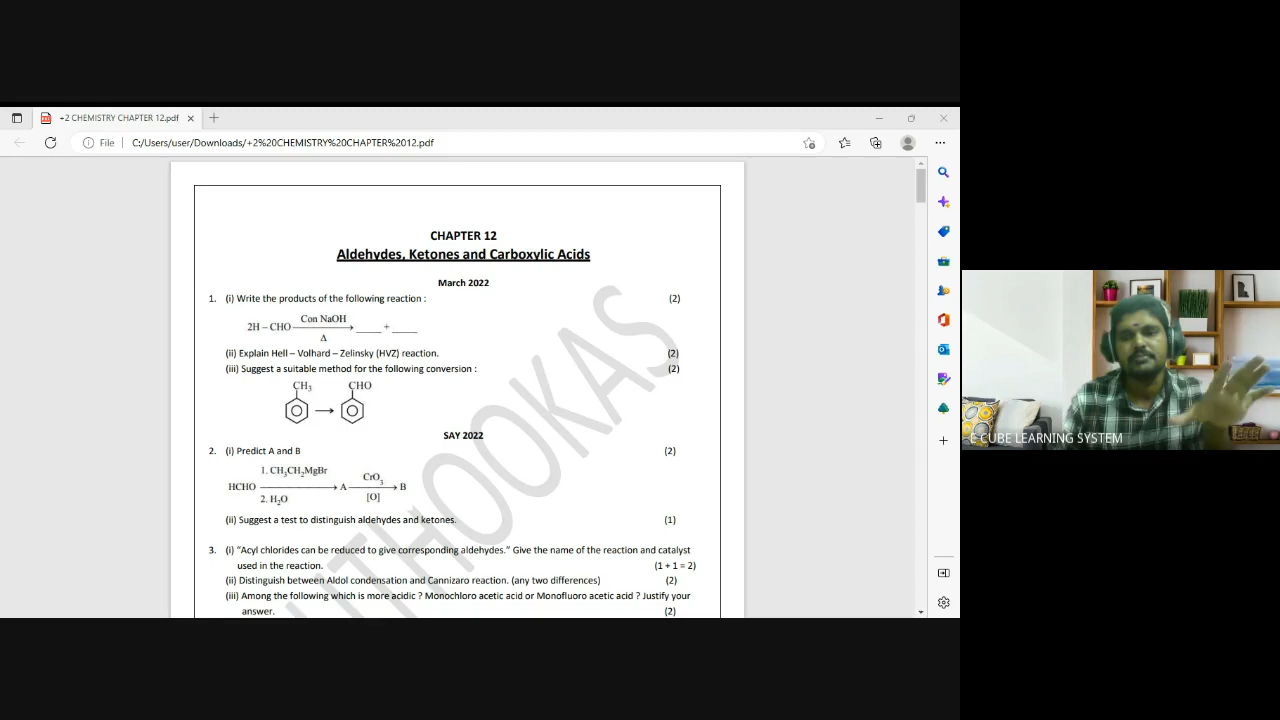 +2 CHEMISTRY CHAPTER 12.pdf
File C:/Users/user/Downloads/+2%20CHEMISTRY%20CHAPTER%2012.pdf
CHAPTER 12
Aldehydes, Ketones and Carboxylic Acids
March 2022
1. (i) Write the products of the following reaction : (2)
Con NaOH
2H – CHO ⟶ ____ + ____
Δ
(ii) Explain Hell – Volhard – Zelinsky (HVZ) reaction. (2)
(iii) Suggest a suitable method for the following conversion : (2)
CH₃ CHO
SAY 2022
2. (i) Predict A and B (2)
1. CH₃CH₂MgBr CrO₃
HCHO ⟶ A ⟶ B
2. H₂O [O]
(ii) Suggest a test to distinguish aldehydes and ketones. (1)
3. (i) “Acyl chlorides can be reduced to give corresponding aldehydes.” Give the name of the reaction and catalyst
used in the reaction. (1 + 1 = 2)
(ii) Distinguish between Aldol condensation and Cannizaro reaction. (any two differences) (2)
(iii) Among the following which is more acidic ? Monochloro acetic acid or Monofluoro acetic acid ? Justify your
answer. (2)
UTHOOKAS
E CUBE LEARNING SYSTEM